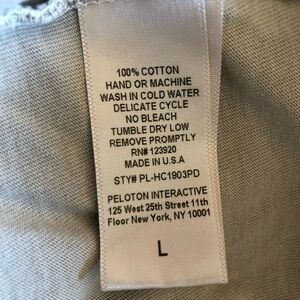 100% COTTON
HAND OR MACHINE
WASH IN COLD WATER
DELICATE CYCLE
NO BLEACH
TUMBLE DRY LOW
REMOVE PROMPTLY
RN# 123920
MADE IN U.S.A
STY# PL-HC1903PD
PELOTON INTERACTIVE
125 West 25th Street 11th
Floor New York, NY 10001
L